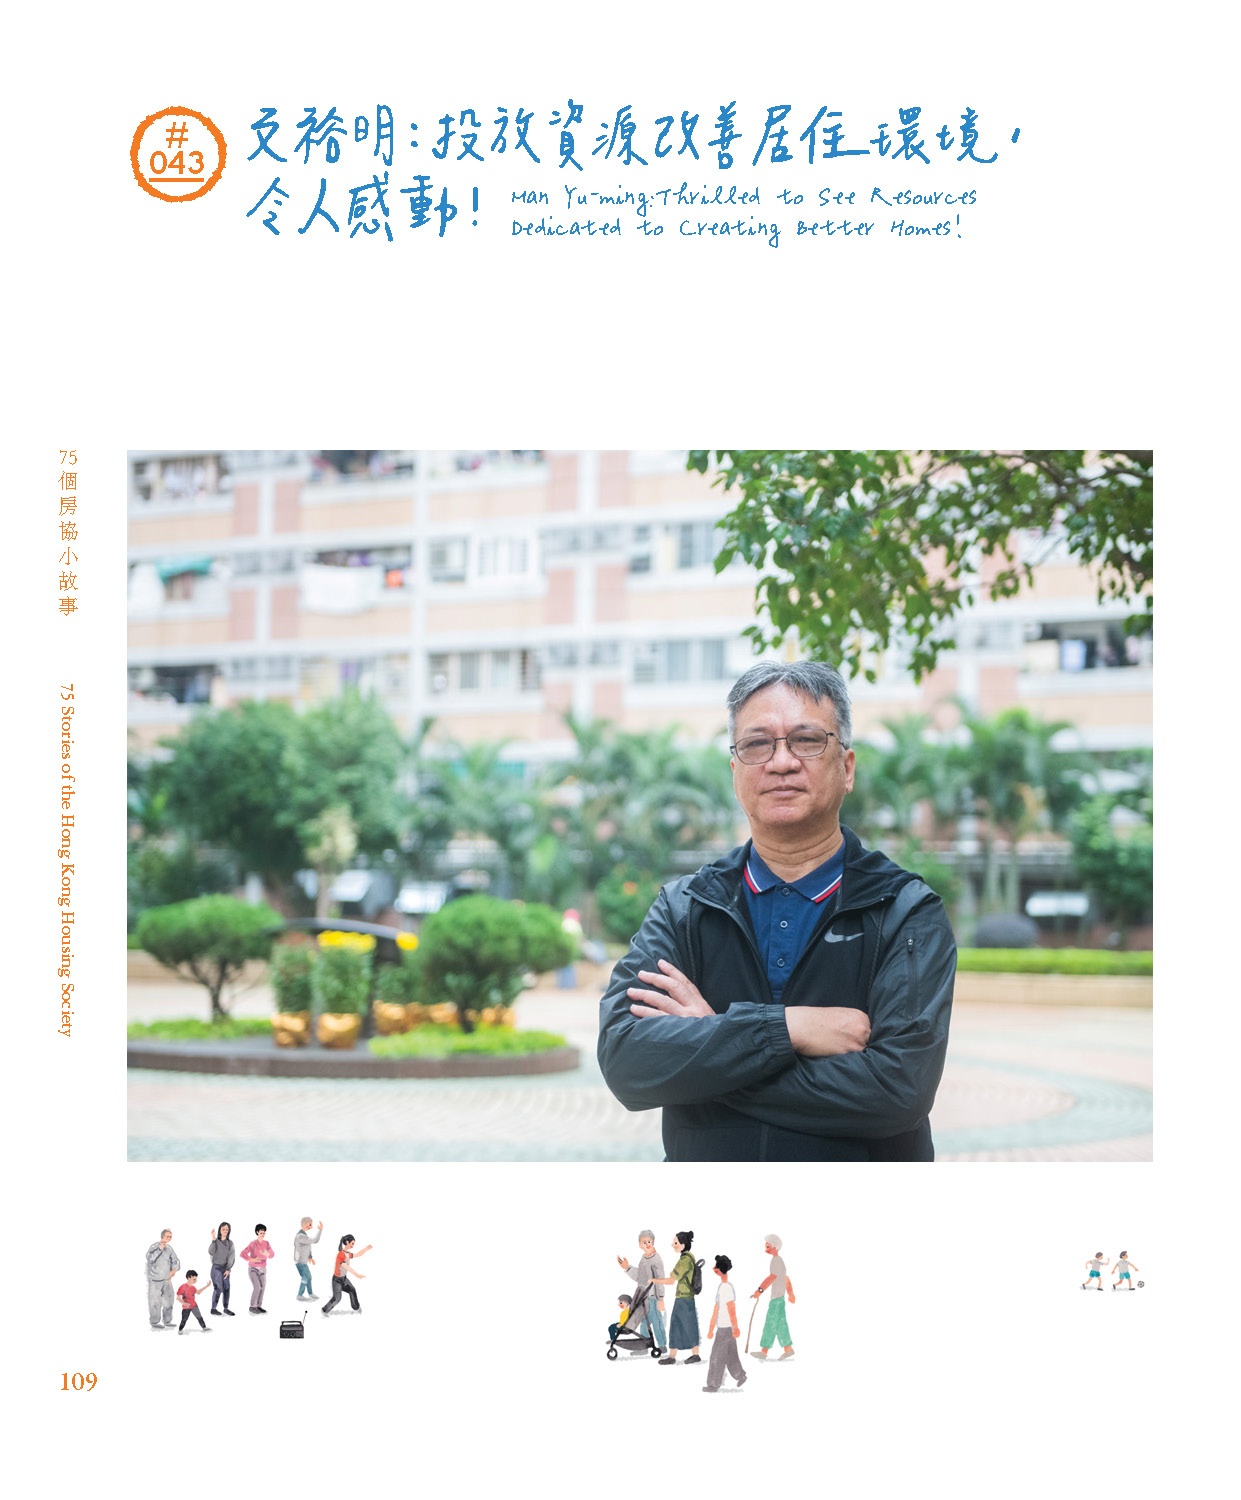 #
043
文裕明：投放資源改善居住環境，
令人感動！
Man Yu-ming: Thrilled to See Resources
Dedicated to Creating Better Homes!
75個房協小故事
75 Stories of the Hong Kong Housing Society
109